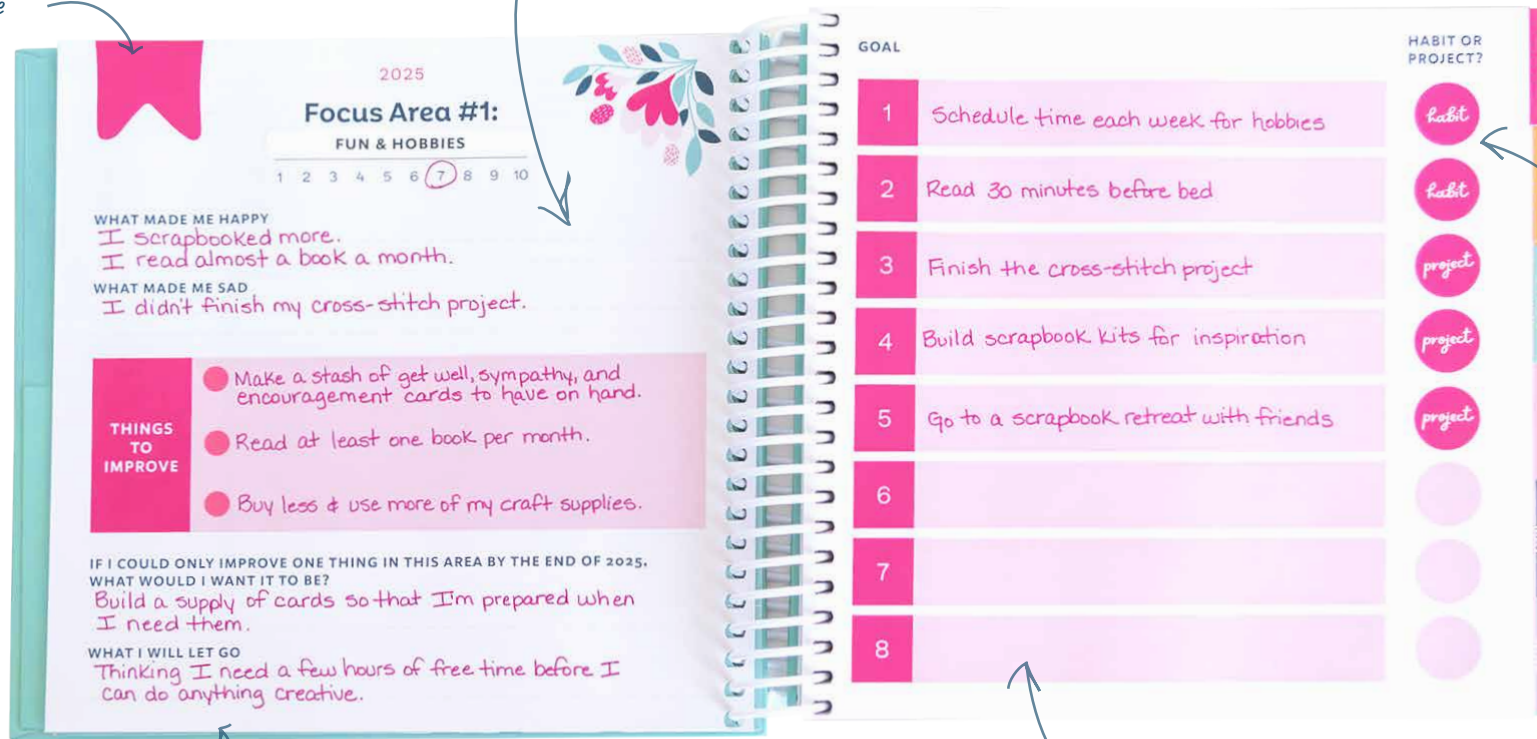 e
2025
Focus Area #1:
FUN & HOBBIES
1 2 3 4 5 6 7 8 9 10
WHAT MADE ME HAPPY
I scrapbooked more.
I read almost a book a month.
WHAT MADE ME SAD
I didn't finish my cross-stitch project.
THINGS
TO
IMPROVE
Make a stash of get well, sympathy, and
encouragement cards to have on hand.
Read at least one book per month.
Buy less & use more of my craft supplies.
IF I COULD ONLY IMPROVE ONE THING IN THIS AREA BY THE END OF 2025,
WHAT WOULD I WANT IT TO BE?
Build a supply of cards so that I'm prepared when
I need them.
WHAT I WILL LET GO
Thinking I need a few hours of free time before I
can do anything creative.
GOAL
HABIT OR
PROJECT?
1 Schedule time each week for hobbies habit
2 Read 30 minutes before bed habit
3 Finish the cross-stitch project project
4 Build scrapbook kits for inspiration project
5 Go to a scrapbook retreat with friends project
6
7
8